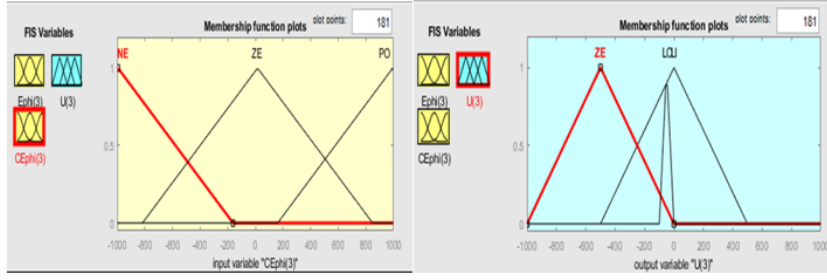 FIS Variables
Membership function plots
plot points:
181
NE
ZE
PO
Ephi(3)
U(3)
CEphi(3)
1
0.5
0
-1000 -800 -600 -400 -200 0 200 400 600 800 1000
input variable "CEphi(3)"
FIS Variables
Membership function plots
plot points:
181
ZE
Ephi(3)
U(3)
CEphi(3)
1
0.5
0
-1000 -800 -600 -400 -200 0 200 400 600 800 1000
output variable "U(3)"